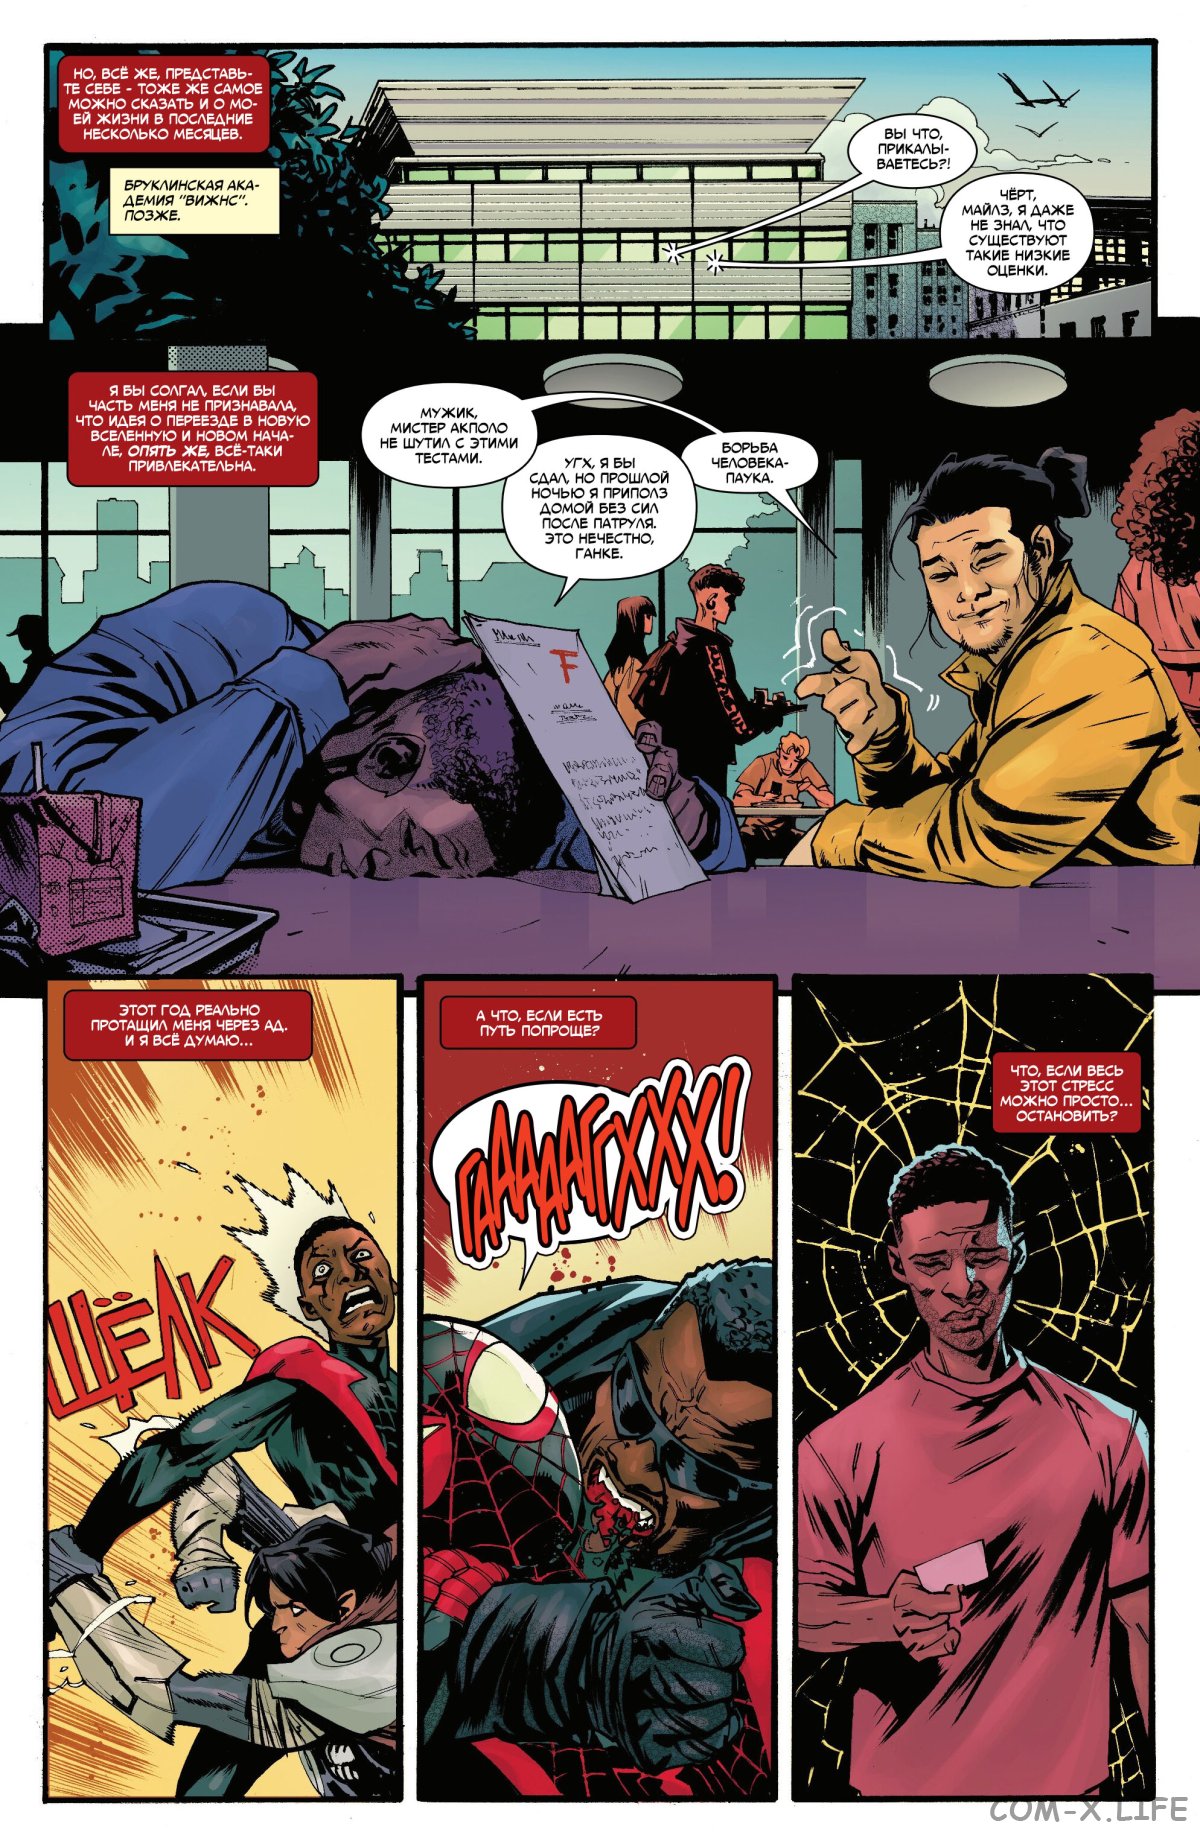 НО, ВСЁ ЖЕ, ПРЕДСТАВЬ-
ТЕ СЕБЕ - ТОЖЕ ЖЕ САМОЕ
МОЖНО СКАЗАТЬ И О МО-
ЕЙ ЖИЗНИ В ПОСЛЕДНИЕ
НЕСКОЛЬКО МЕСЯЦЕВ.
БРУКЛИНСКАЯ АКА-
ДЕМИЯ "ВИЖНС".
ПОЗЖЕ.
ВЫ ЧТО,
ПРИКАЛЫ-
ВАЕТЕСЬ?!
ЧЁРТ,
МАЙЛЗ, Я ДАЖЕ
НЕ ЗНАЛ, ЧТО
СУЩЕСТВУЮТ
ТАКИЕ НИЗКИЕ
ОЦЕНКИ.
Я БЫ СОЛГАЛ, ЕСЛИ БЫ
ЧАСТЬ МЕНЯ НЕ ПРИЗНАВАЛА,
ЧТО ИДЕЯ О ПЕРЕЕЗДЕ В НОВУЮ
ВСЕЛЕННУЮ И НОВОМ НАЧА-
ЛЕ, ОПЯТЬ ЖЕ, ВСЁ-ТАКИ
ПРИВЛЕКАТЕЛЬНА.
МУЖИК,
МИСТЕР АКПОЛО
НЕ ШУТИЛ С ЭТИМИ
ТЕСТАМИ.
УГХ, Я БЫ
СДАЛ, НО ПРОШЛОЙ
НОЧЬЮ Я ПРИПОЛЗ
ДОМОЙ БЕЗ СИЛ
ПОСЛЕ ПАТРУЛЯ.
ЭТО НЕЧЕСТНО,
ГАНКЕ.
БОРЬБА
ЧЕЛОВЕКА-
ПАУКА.
F
ЭТОТ ГОД РЕАЛЬНО
ПРОТАЩИЛ МЕНЯ ЧЕРЕЗ АД.
И Я ВСЁ ДУМАЮ...
ЩЁЛК
А ЧТО, ЕСЛИ ЕСТЬ
ПУТЬ ПОПРОЩЕ?
ГАААДАГГХХХ!
ЧТО, ЕСЛИ ВЕСЬ
ЭТОТ СТРЕСС
МОЖНО ПРОСТО...
ОСТАНОВИТЬ?
COM-X.LIFE